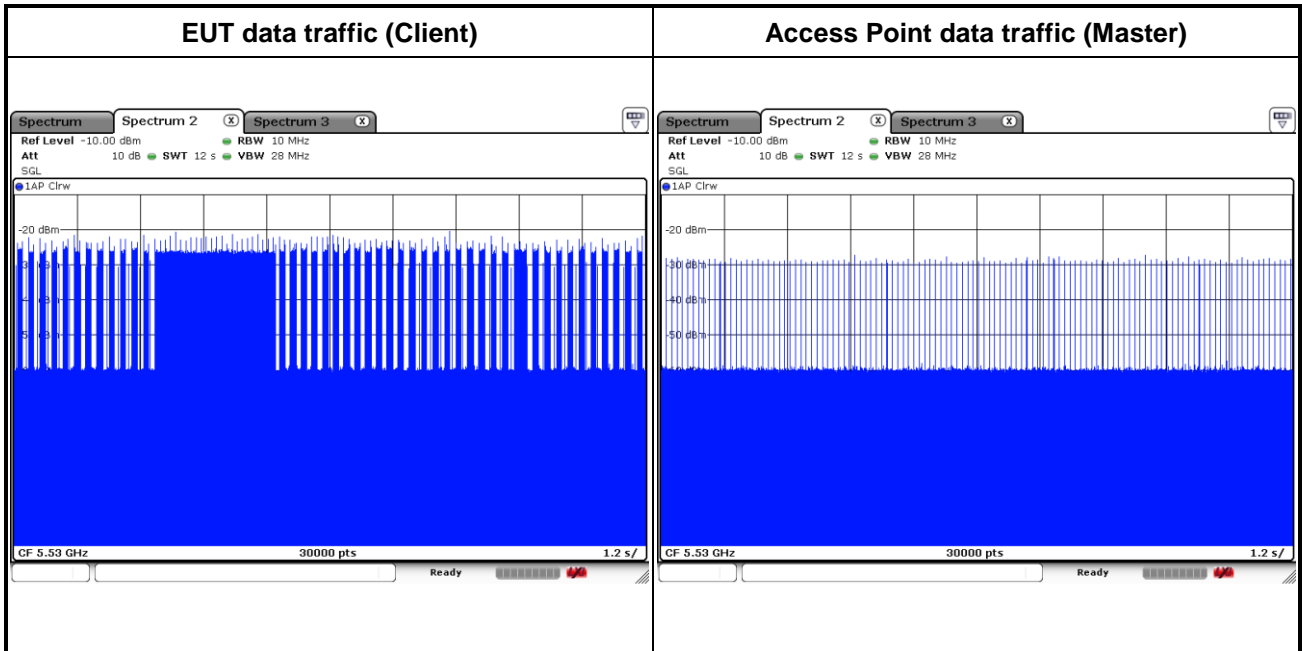 EUT data traffic (Client)
Access Point data traffic (Master)
Spectrum
Spectrum 2
Spectrum 3
Ref Level -10.00 dBm
RBW 10 MHz
Att 10 dB
SWT 12 s
VBW 28 MHz
SGL
1AP Clrw
-20 dBm
CF 5.53 GHz
30000 pts
1.2 s/
Ready
Spectrum
Spectrum 2
Spectrum 3
Ref Level -10.00 dBm
RBW 10 MHz
Att 10 dB
SWT 12 s
VBW 28 MHz
SGL
1AP Clrw
-20 dBm
-30 dBm
-40 dBm
-50 dBm
CF 5.53 GHz
30000 pts
1.2 s/
Ready